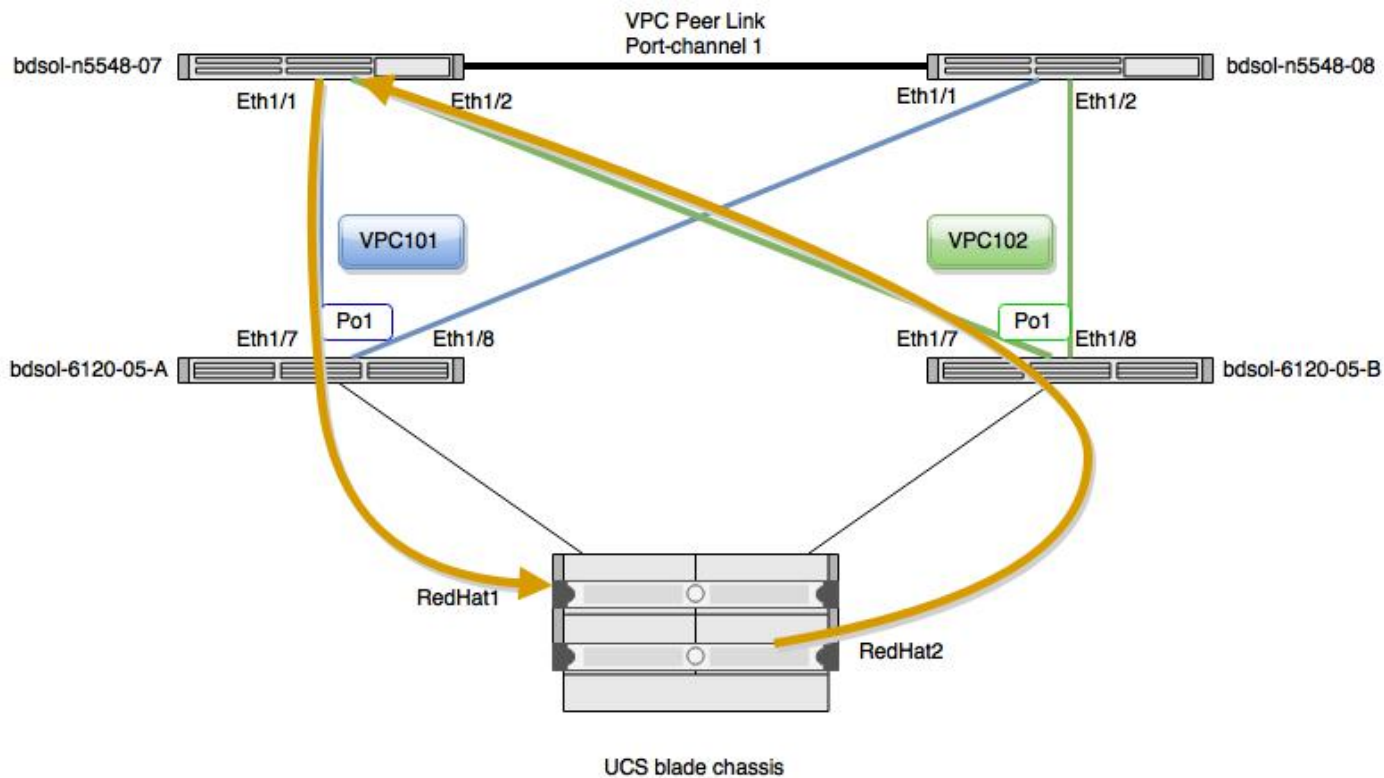 VPC Peer Link
Port-channel 1
bdsol-n5548-07
bdsol-n5548-08
Eth1/1
Eth1/2
Eth1/1
Eth1/2
VPC101
VPC102
Po1
Po1
Eth1/7
Eth1/8
Eth1/7
Eth1/8
bdsol-6120-05-A
bdsol-6120-05-B
RedHat1
RedHat2
UCS blade chassis